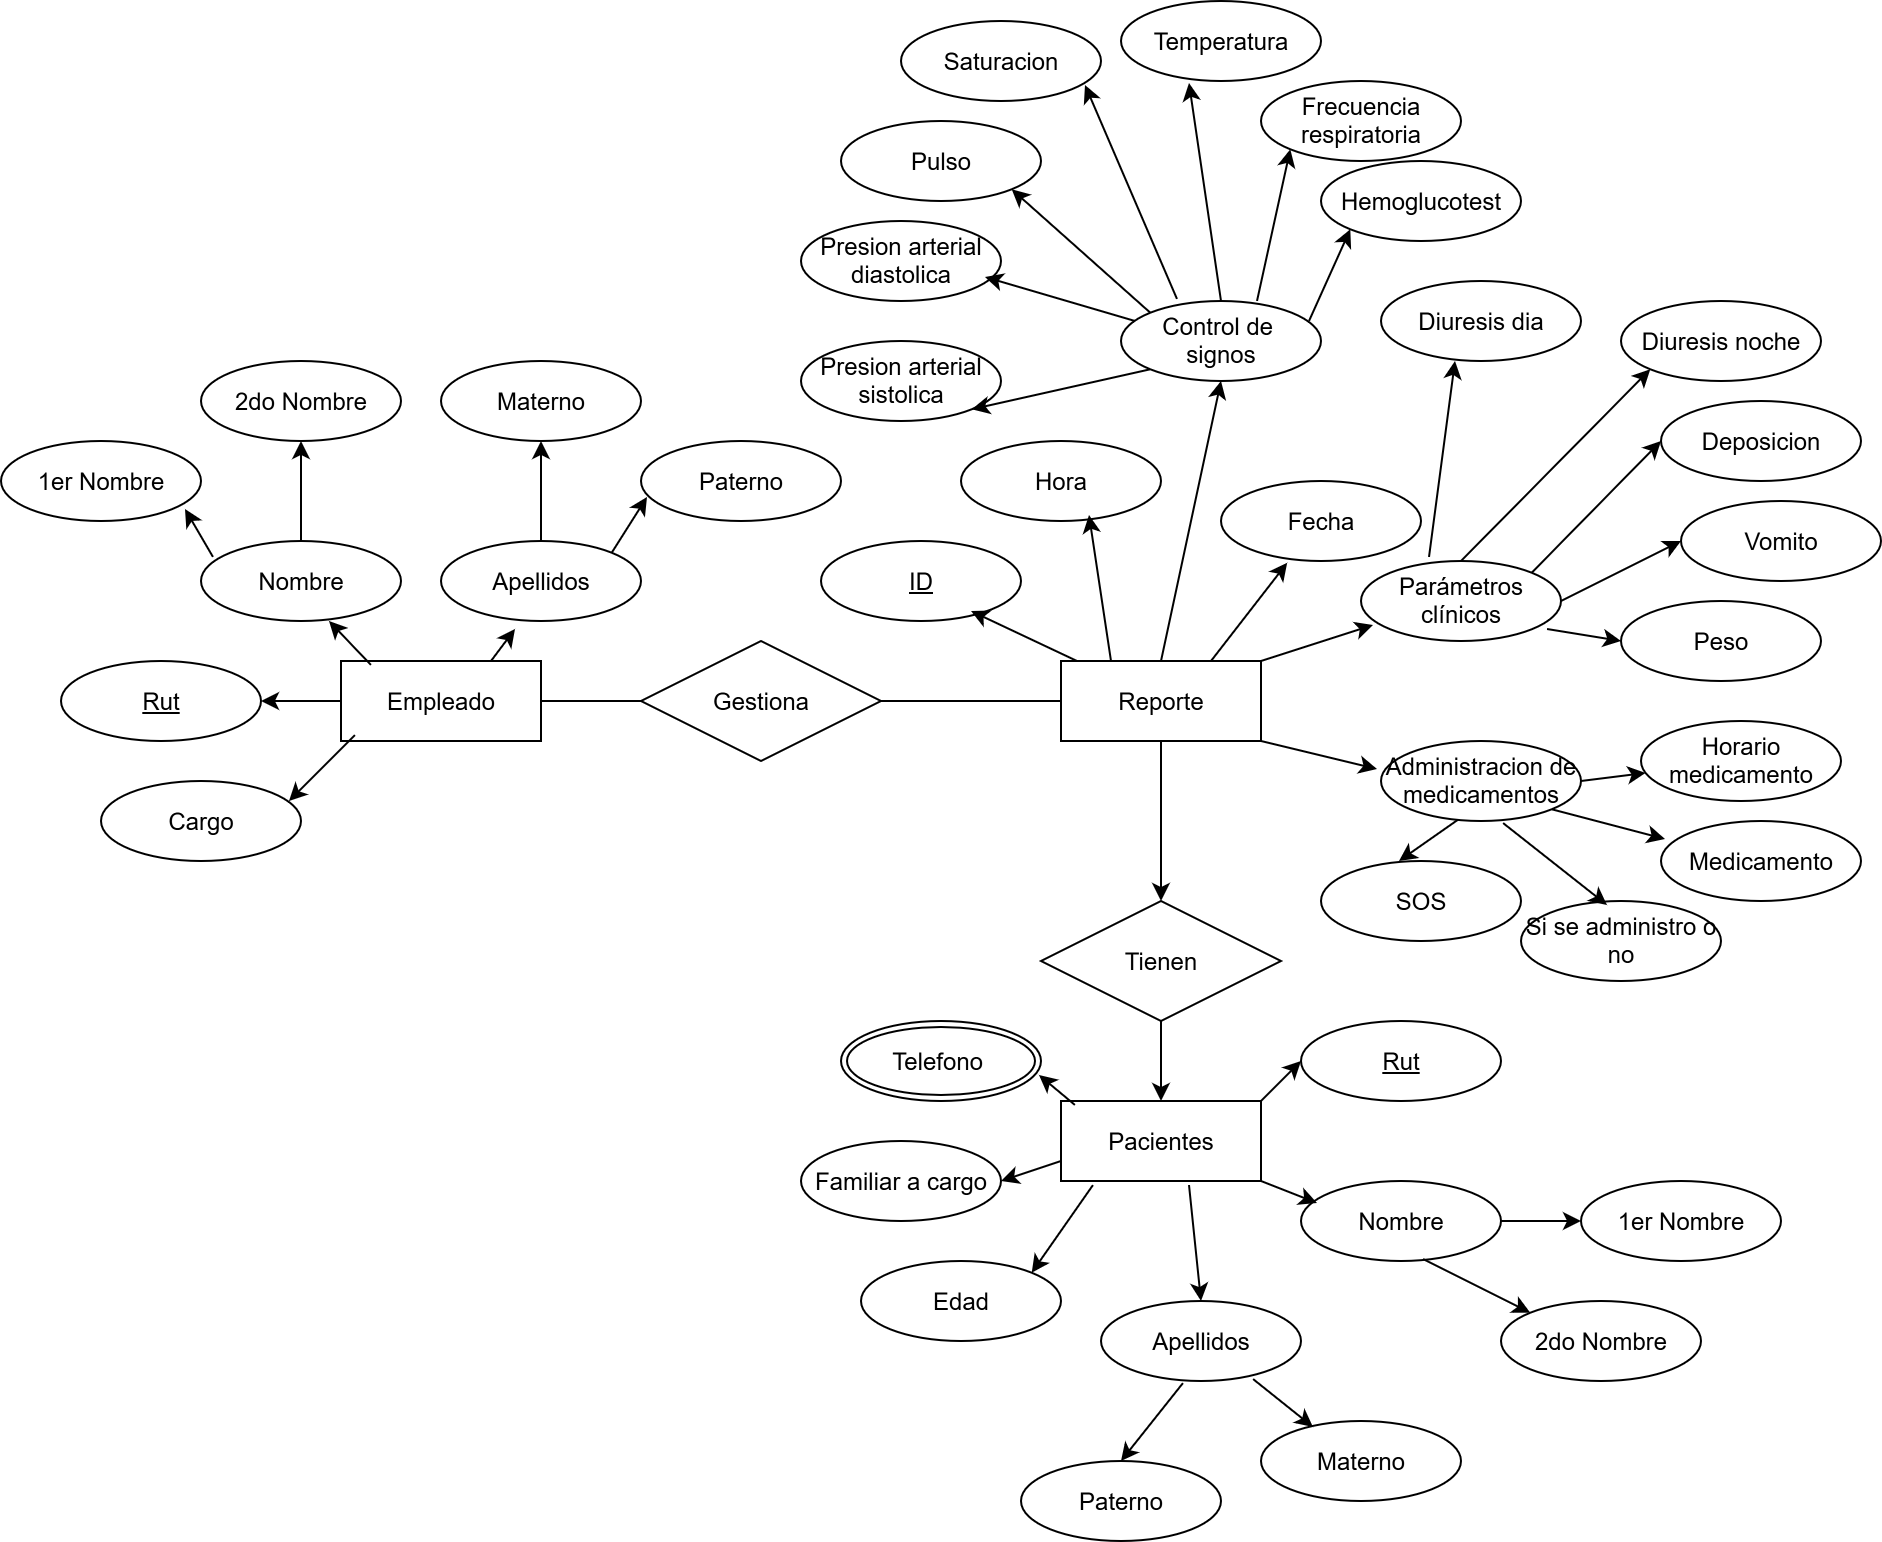 Temperatura
Saturacion
Frecuencia
respiratoria
Pulso
Hemoglucotest
Presion arterial
diastolica
Control de
signos
Diuresis dia
Diuresis noche
Presion arterial
sistolica
2do Nombre
Materno
Deposicion
1er Nombre
Paterno
Hora
Fecha
Vomito
Nombre
Apellidos
ID
Parámetros
clínicos
Peso
Rut
Empleado
Gestiona
Reporte
Horario
medicamento
Administracion de
medicamentos
Cargo
Medicamento
SOS
Si se administro o
no
Tienen
Telefono
Rut
Pacientes
Familiar a cargo
Nombre
1er Nombre
Edad
Apellidos
2do Nombre
Materno
Paterno